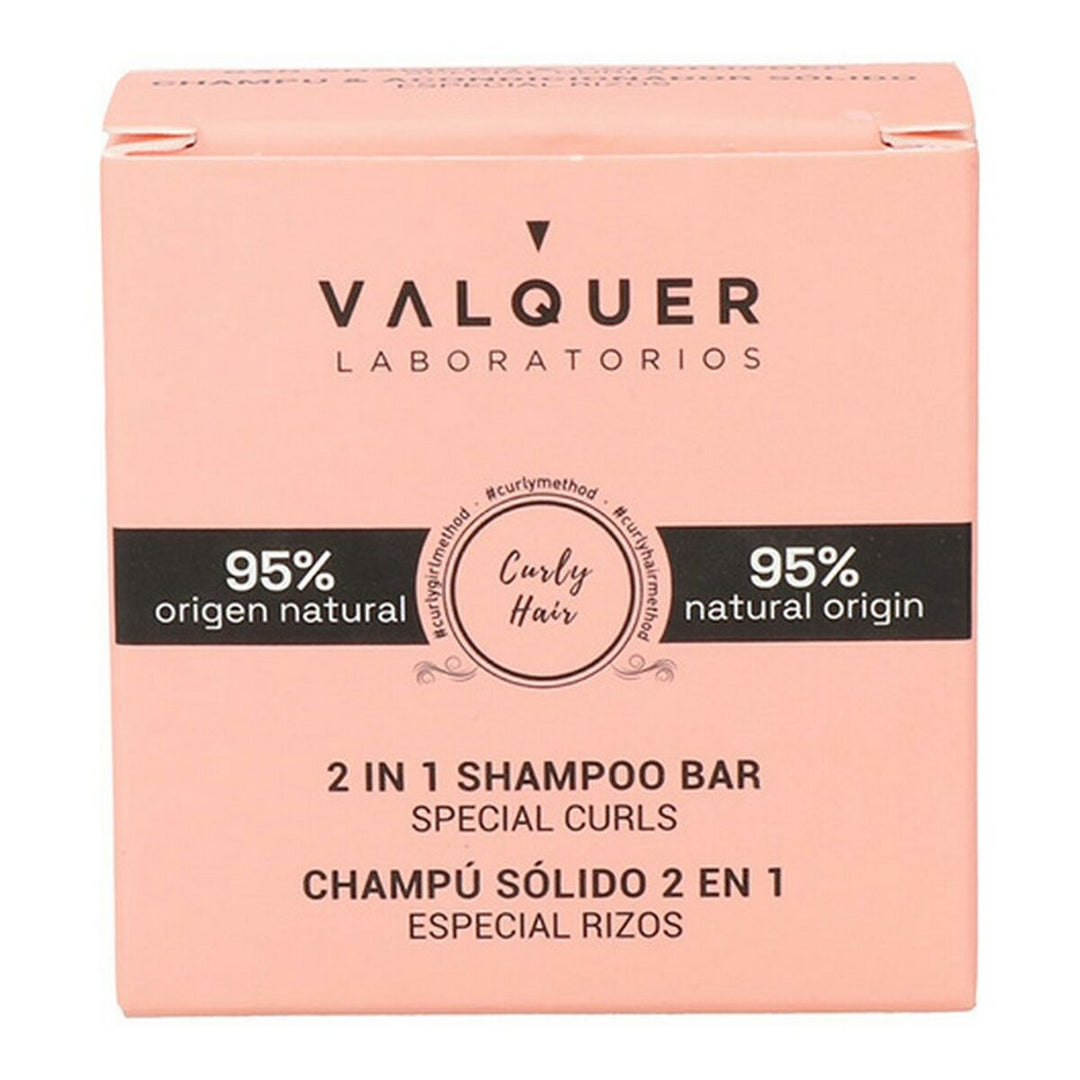 CHAMPÚ & ACONDICIONADOR SÓLIDO
ESPECIAL RIZOS
VALQUER
LABORATORIOS
#curlygirlmethod - #curlymethod - #curlyhairmethod
Curly
Hair
95%
origen natural
95%
natural origin
2 IN 1 SHAMPOO BAR
SPECIAL CURLS
CHAMPÚ SÓLIDO 2 EN 1
ESPECIAL RIZOS